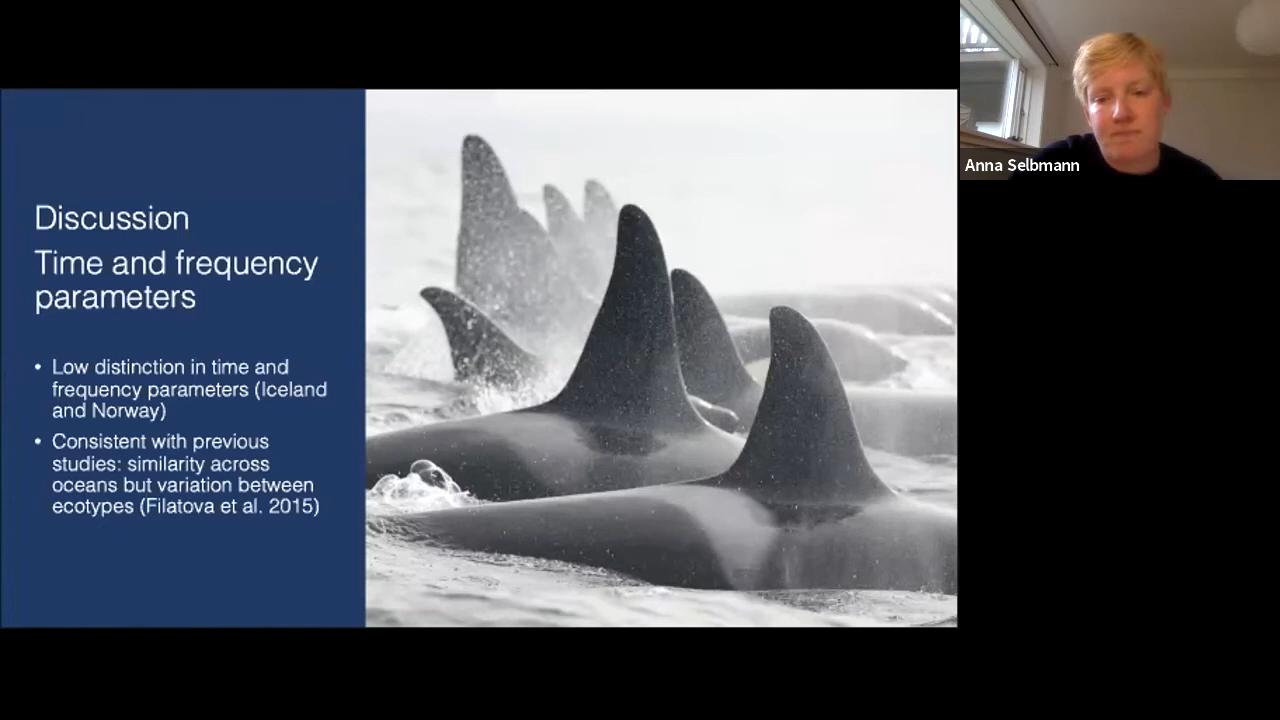 Discussion
Time and frequency
parameters
• Low distinction in time and
frequency parameters (Iceland
and Norway)
• Consistent with previous
studies: similarity across
oceans but variation between
ecotypes (Filatova et al. 2015)
Anna Selbmann